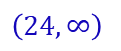 (24, ∞)